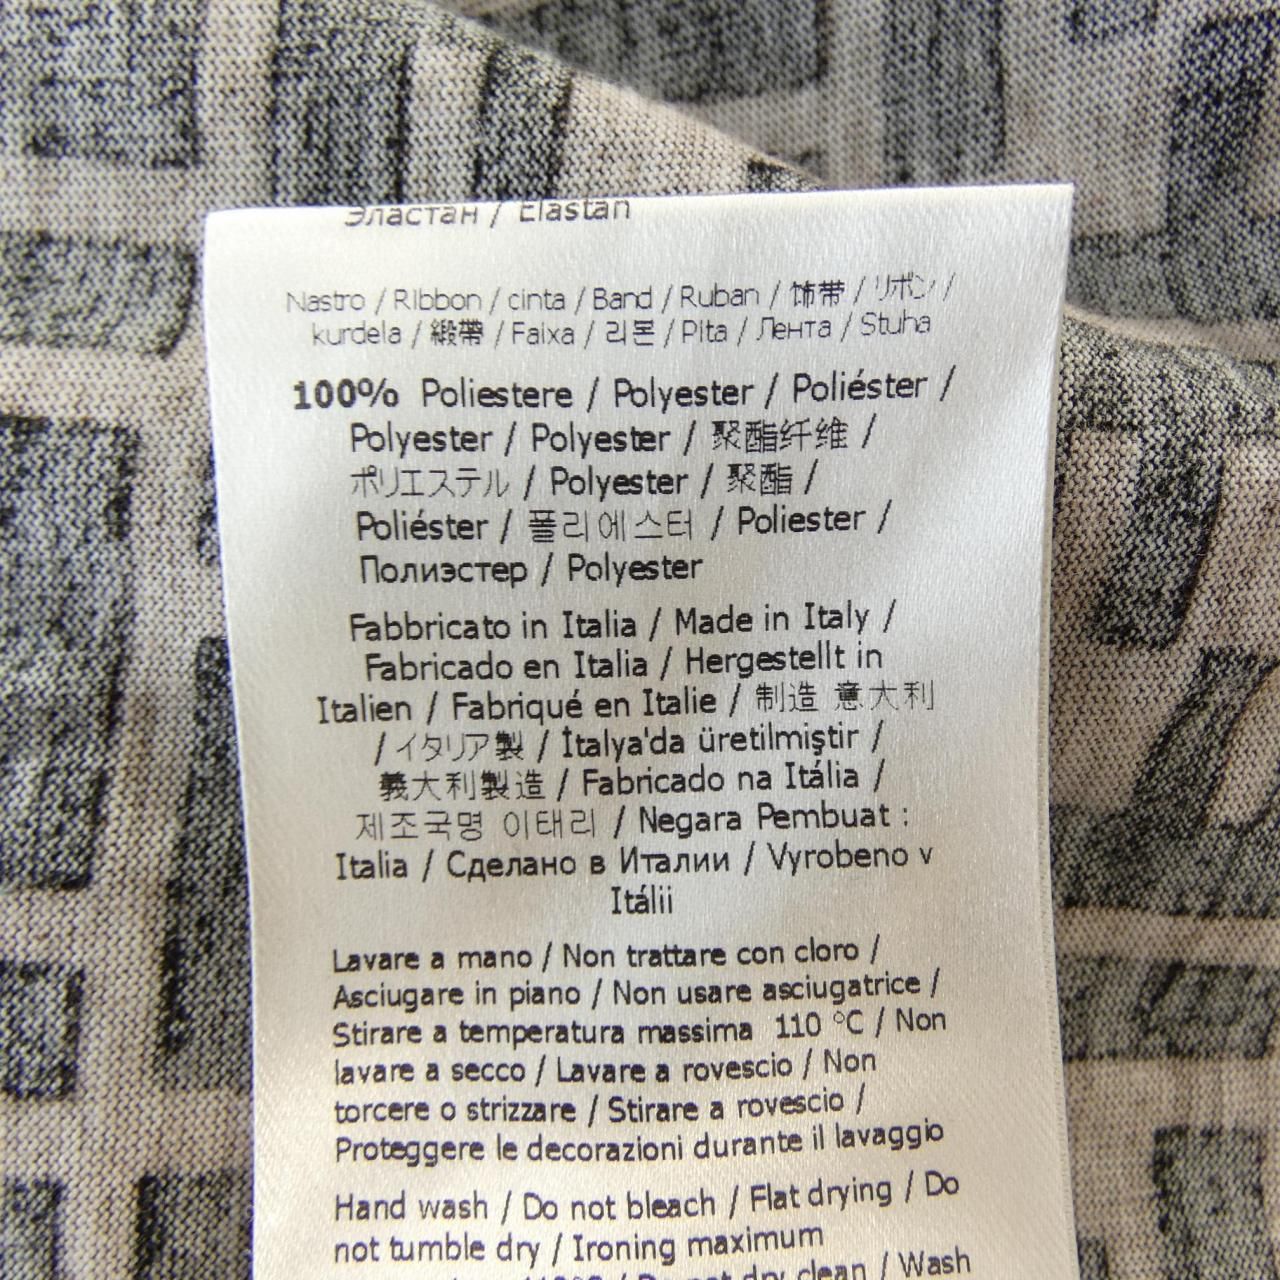 Эластан / Elastan
Nastro / Ribbon / cinta / Band / Ruban / 饰带 / リボン /
kurdela / 緞帶 / Faixa / 리본 / Pita / Лента / Stuha
100% Poliestere / Polyester / Poliéster /
Polyester / Polyester / 聚酯纤维 /
ポリエステル / Polyester / 聚酯 /
Poliéster / 폴리에스터 / Poliester /
Полиэстер / Polyester
Fabbricato in Italia / Made in Italy /
Fabricado en Italia / Hergestellt in
Italien / Fabriqué en Italie / 制造 意大利
/ イタリア製 / İtalya'da üretilmiştir /
義大利製造 / Fabricado na Itália /
제조국명 이태리 / Negara Pembuat :
Italia / Сделано в Италии / Vyrobeno v
Itálii
Lavare a mano / Non trattare con cloro /
Asciugare in piano / Non usare asciugatrice /
Stirare a temperatura massima 110 °C / Non
lavare a secco / Lavare a rovescio / Non
torcere o strizzare / Stirare a rovescio /
Proteggere le decorazioni durante il lavaggio
Hand wash / Do not bleach / Flat drying / Do
not tumble dry / Ironing maximum
110°C / Do not dry clean / Wash